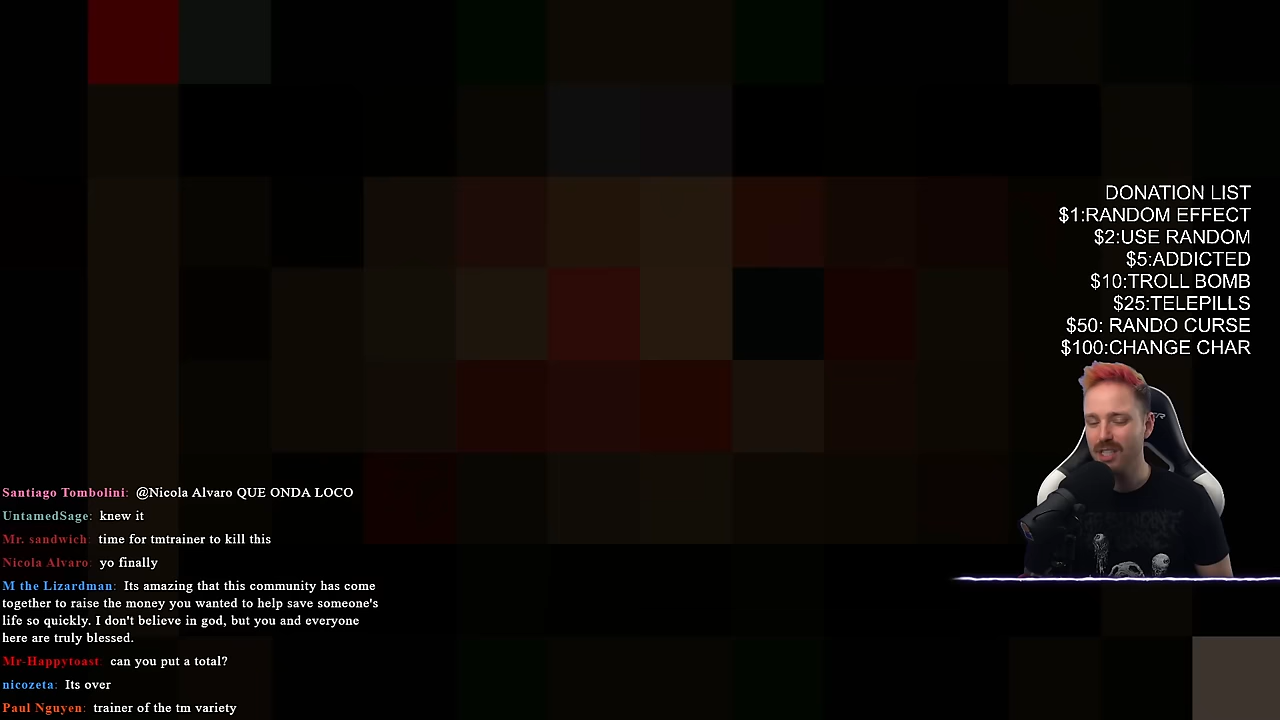 DONATION LIST
$1:RANDOM EFFECT
$2:USE RANDOM
$5:ADDICTED
$10:TROLL BOMB
$25:TELEPILLS
$50: RANDO CURSE
$100:CHANGE CHAR
Santiago Tombolini: @Nicola Alvaro QUE ONDA LOCO
UntamedSage: knew it
Mr. sandwich: time for tmtrainer to kill this
Nicola Alvaro: yo finally
M the Lizardman: Its amazing that this community has come
together to raise the money you wanted to help save someone's
life so quickly. I don't believe in god, but you and everyone
here are truly blessed.
Mr-Happytoast: can you put a total?
nicozeta: Its over
Paul Nguyen: trainer of the tm variety